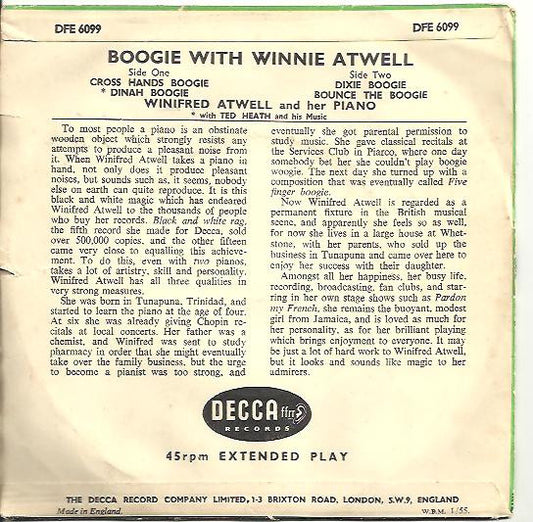 DFE 6099
DFE 6099
BOOGIE WITH WINNIE ATWELL
Side One
CROSS HANDS BOOGIE
* DINAH BOOGIE
Side Two
DIXIE BOOGIE
BOUNCE THE BOOGIE
WINIFRED ATWELL and her PIANO
* with TED HEATH and his Music
To most people a piano is an obstinate
wooden object which strongly resists any
attempts to produce a pleasant noise from
it. When Winifred Atwell takes a piano in
hand, not only does it produce pleasant
noises, but sounds such as, it seems, nobody
else on earth can quite reproduce. It is this
black and white magic which has endeared
Winifred Atwell to the thousands of people
who buy her records. Black and white rag,
the fifth record she made for Decca, sold
over 500,000 copies, and the other fifteen
came very close to equalling this achieve-
ment. To do this, even with two pianos,
takes a lot of artistry, skill and personality.
Winifred Atwell has all three qualities in
very strong measures.
She was born in Tunapuna, Trinidad, and
started to learn the piano at the age of four.
At six she was already giving Chopin re-
citals at local concerts. Her father was a
chemist, and Winifred was sent to study
pharmacy in order that she might eventually
take over the family business, but the urge
to become a pianist was too strong, and
eventually she got parental permission to
study music. She gave classical recitals at
the Services Club in Piarco, where one day
somebody bet her she couldn't play boogie
woogie. The next day she turned up with a
composition that was eventually called Five
finger boogie.
Now Winifred Atwell is regarded as a
permanent fixture in the British musical
scene, and apparently she feels so as well,
for now she lives in a large house at Whet-
stone, with her parents, who sold up the
business in Tunapuna and came over here to
enjoy her success with their daughter.
Amongst all her happiness, her busy life,
recording, broadcasting, fan clubs, and star-
ring in her own stage shows such as Pardon
my French, she remains the buoyant, modest
girl from Jamaica, and is loved as much for
her personality, as for her brilliant playing
which brings enjoyment to everyone. It may
be just a lot of hard work to Winifred Atwell,
but it looks and sounds like magic to her
admirers.
DECCA ffrr
RECORDS
45rpm EXTENDED PLAY
THE DECCA RECORD COMPANY LIMITED, 1-3 BRIXTON ROAD, LONDON, S.W.9, ENGLAND
Made in England.
W.B.M. 1/55.